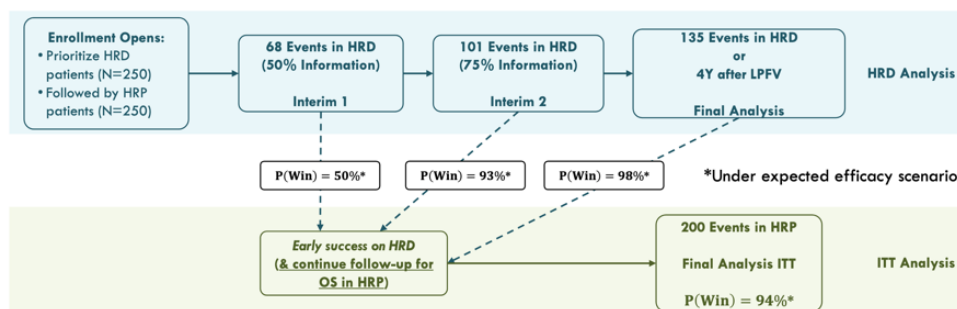 Enrollment Opens:
• Prioritize HRD
patients (N=250)
• Followed by HRP
patients (N=250)
68 Events in HRD
(50% Information)
Interim 1
101 Events in HRD
(75% Information)
Interim 2
135 Events in HRD
or
4Y after LPFV
Final Analysis
HRD Analysis
P(Win) = 50%*
P(Win) = 93%*
P(Win) = 98%*
*Under expected efficacy scenario
Early success on HRD
(& continue follow-up for
OS in HRP)
200 Events in HRP
Final Analysis ITT
P(Win) = 94%*
ITT Analysis